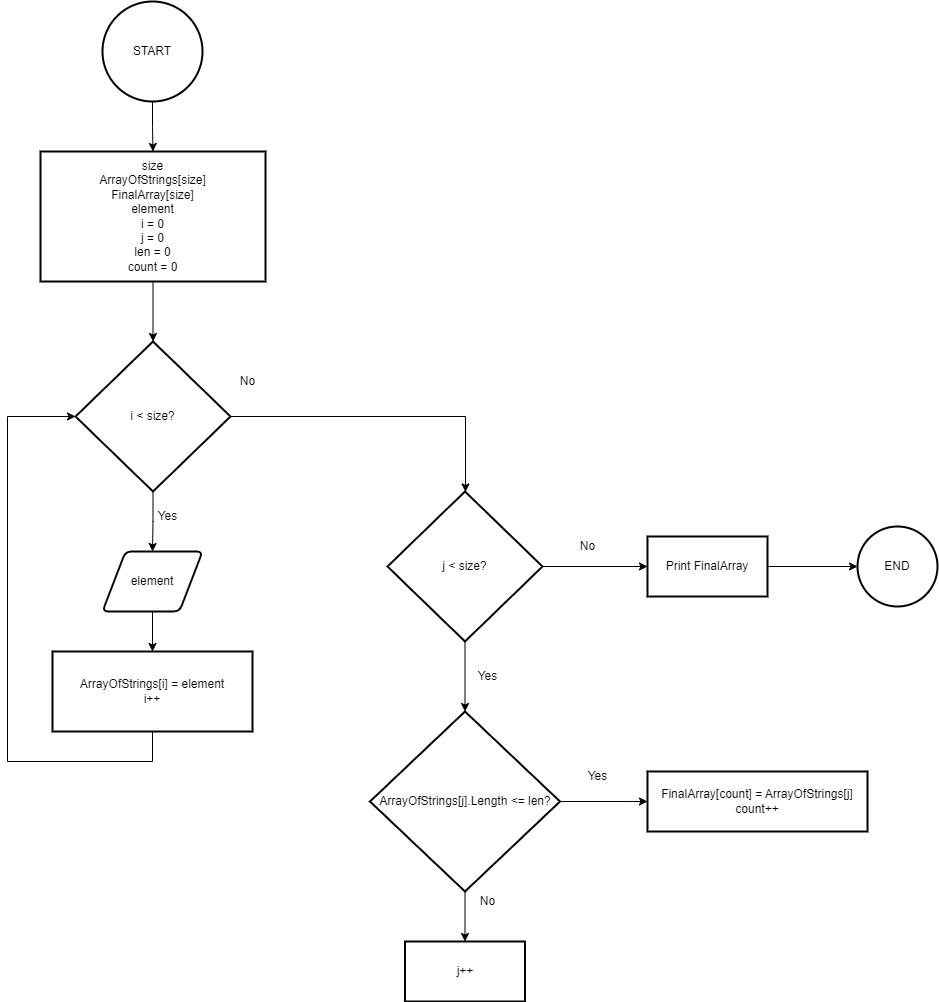 START
size
ArrayOfStrings[size]
FinalArray[size]
element
i = 0
j = 0
len = 0
count = 0
i < size?
No
Yes
element
ArrayOfStrings[i] = element
i++
j < size?
No
Print FinalArray
END
Yes
ArrayOfStrings[j].Length <= len?
Yes
FinalArray[count] = ArrayOfStrings[j]
count++
No
j++